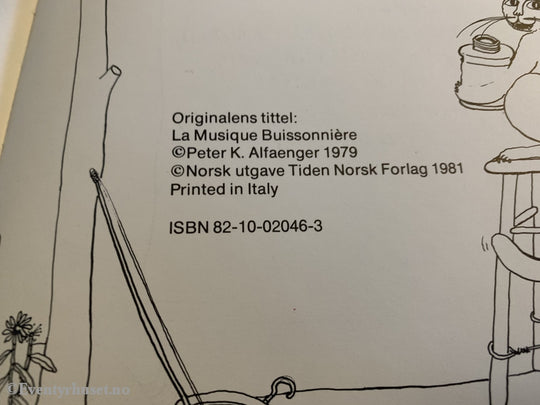 Originalens tittel:
La Musique Buissonnière
©Peter K. Alfaenger 1979
©Norsk utgave Tiden Norsk Forlag 1981
Printed in Italy
ISBN 82-10-02046-3
©Eventyrhuset.no